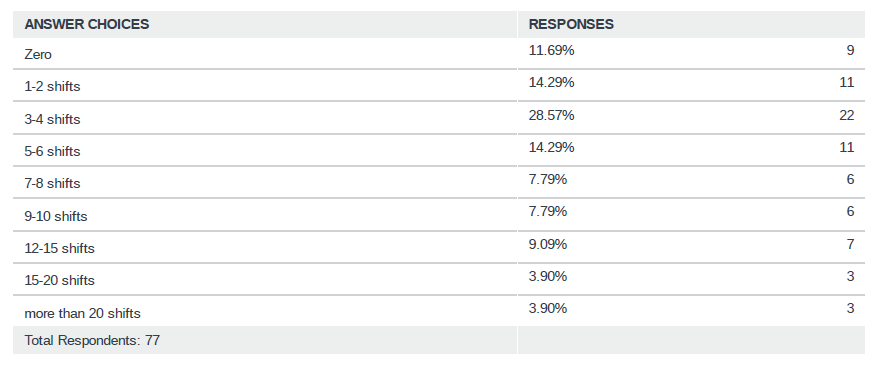 ANSWER CHOICES RESPONSES
Zero 11.69% 9
1-2 shifts 14.29% 11
3-4 shifts 28.57% 22
5-6 shifts 14.29% 11
7-8 shifts 7.79% 6
9-10 shifts 7.79% 6
12-15 shifts 9.09% 7
15-20 shifts 3.90% 3
more than 20 shifts 3.90% 3
Total Respondents: 77